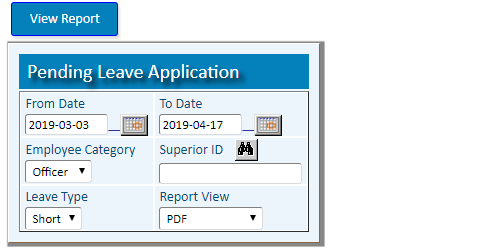 View Report
Pending Leave Application
From Date To Date
2019-03-03 2019-04-17
Employee Category Superior ID
Officer
Leave Type Report View
Short PDF